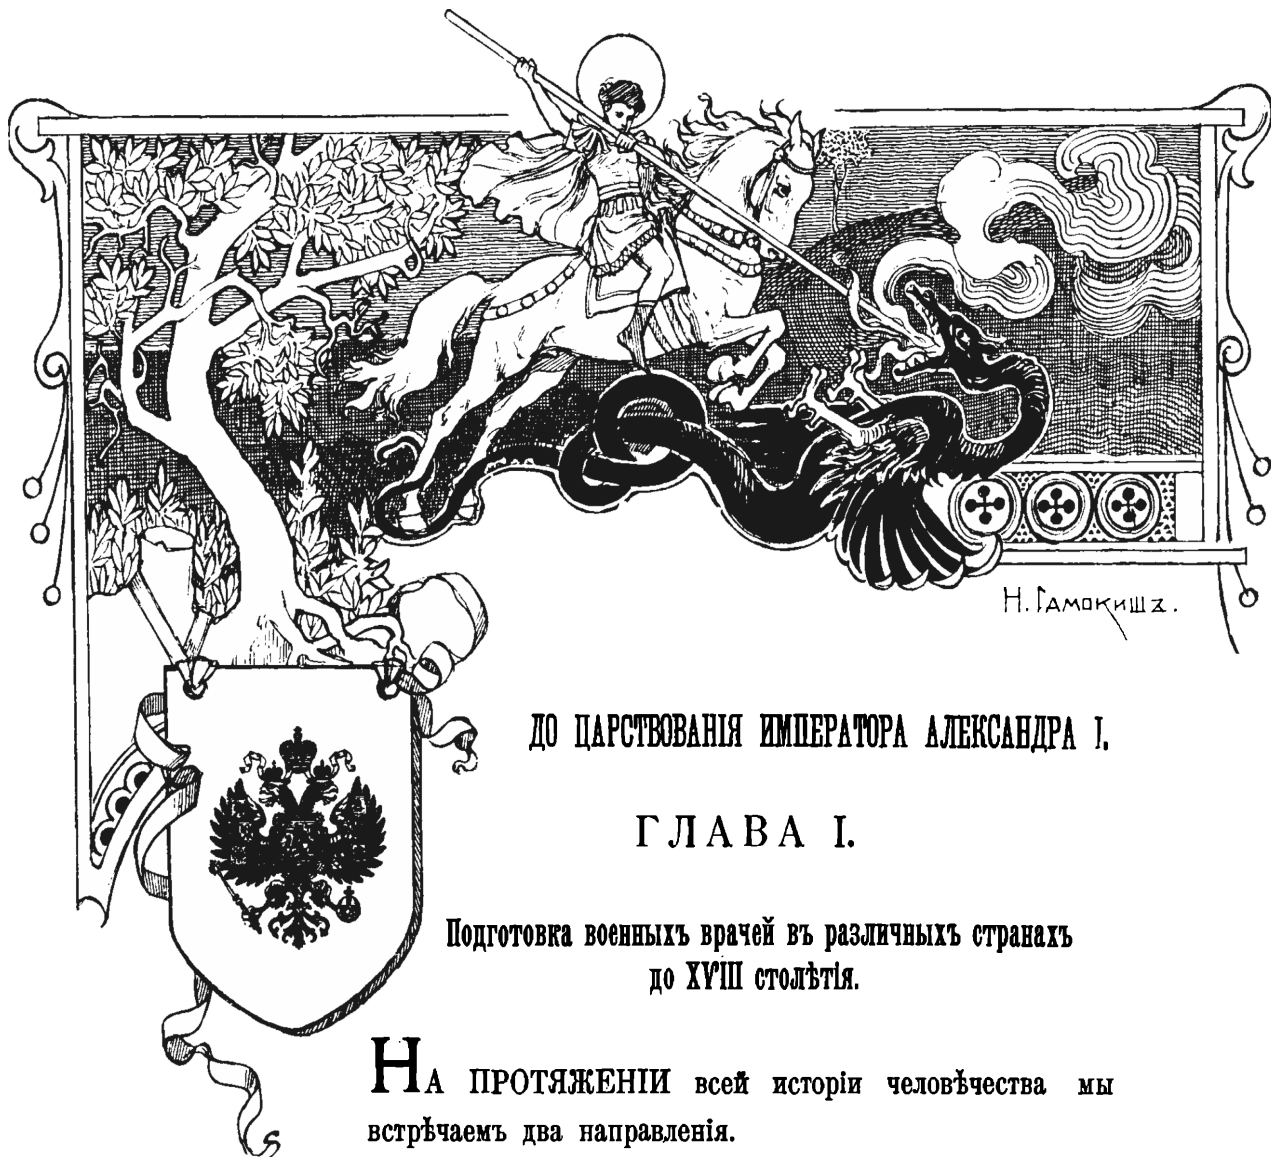 Н. Гамокишъ.
ДО ЦАРСТВОВАНІЯ ИМПЕРАТОРА АЛЕКСАНДРА I.
ГЛАВА I.
Подготовка военныхъ врачей въ различныхъ странахъ
до XVIII столѣтія.
НА ПРОТЯЖЕНІИ всей исторіи человѣчества мы
встрѣчаемъ два направленія.